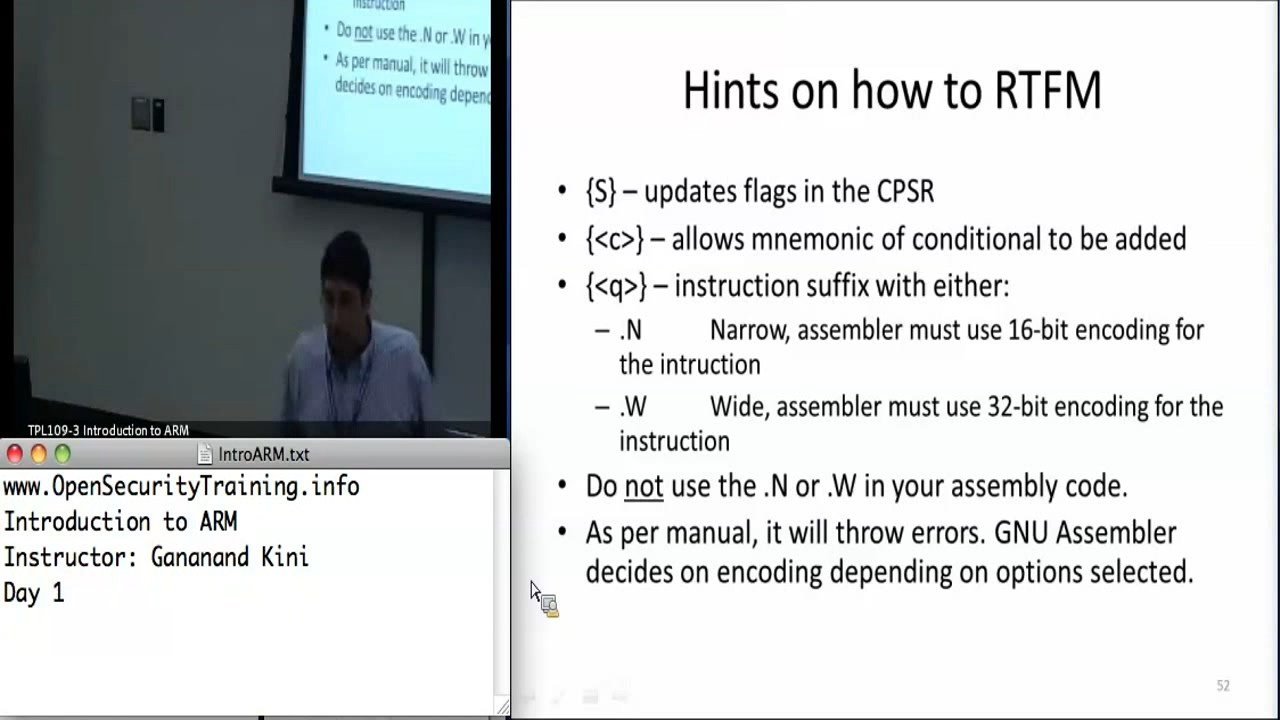 instruction
• Do not use the .N or .W in y
• As per manual, it will throw
decides on encoding depend
TPL109-3 Introduction to ARM
IntroARM.txt
www.OpenSecurityTraining.info
Introduction to ARM
Instructor: Gananand Kini
Day 1
Hints on how to RTFM
• {S} – updates flags in the CPSR
• {<c>} – allows mnemonic of conditional to be added
• {<q>} – instruction suffix with either:
– .N Narrow, assembler must use 16-bit encoding for
the intruction
– .W Wide, assembler must use 32-bit encoding for the
instruction
• Do not use the .N or .W in your assembly code.
• As per manual, it will throw errors. GNU Assembler
decides on encoding depending on options selected.
52